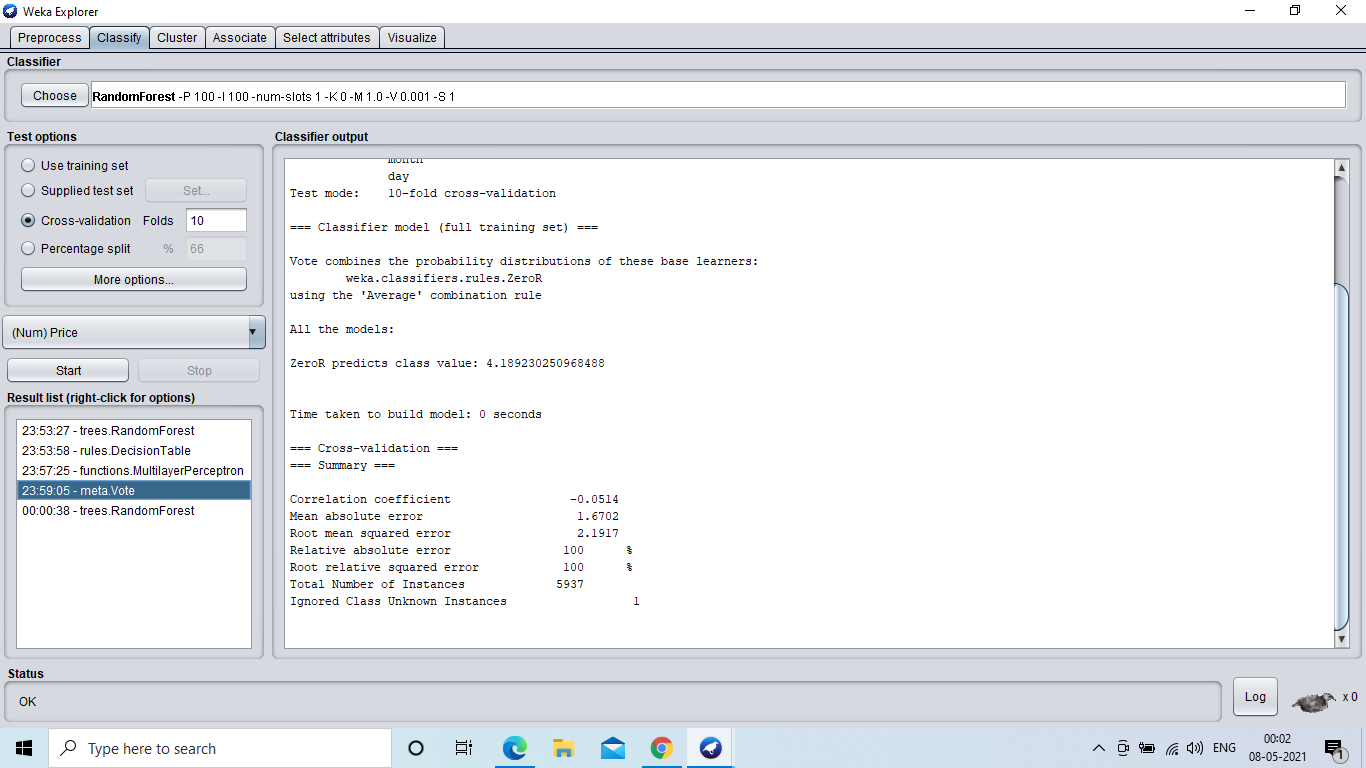 Weka Explorer
Preprocess Classify Cluster Associate Select attributes Visualize
Classifier
Choose RandomForest -P 100 -I 100 -num-slots 1 -K 0 -M 1.0 -V 0.001 -S 1
Test options
Use training set
Supplied test set Set...
Cross-validation Folds 10
Percentage split % 66
More options...
(Num) Price
Start Stop
Result list (right-click for options)
23:53:27 - trees.RandomForest
23:53:58 - rules.DecisionTable
23:57:25 - functions.MultilayerPerceptron
23:59:05 - meta.Vote
00:00:38 - trees.RandomForest
Classifier output
month
day
Test mode: 10-fold cross-validation
=== Classifier model (full training set) ===
Vote combines the probability distributions of these base learners:
weka.classifiers.rules.ZeroR
using the 'Average' combination rule
All the models:
ZeroR predicts class value: 4.189230250968488
Time taken to build model: 0 seconds
=== Cross-validation ===
=== Summary ===
Correlation coefficient -0.0514
Mean absolute error 1.6702
Root mean squared error 2.1917
Relative absolute error 100 %
Root relative squared error 100 %
Total Number of Instances 5937
Ignored Class Unknown Instances 1
Status
OK
Log x 0
Type here to search
ENG
00:02
08-05-2021
1